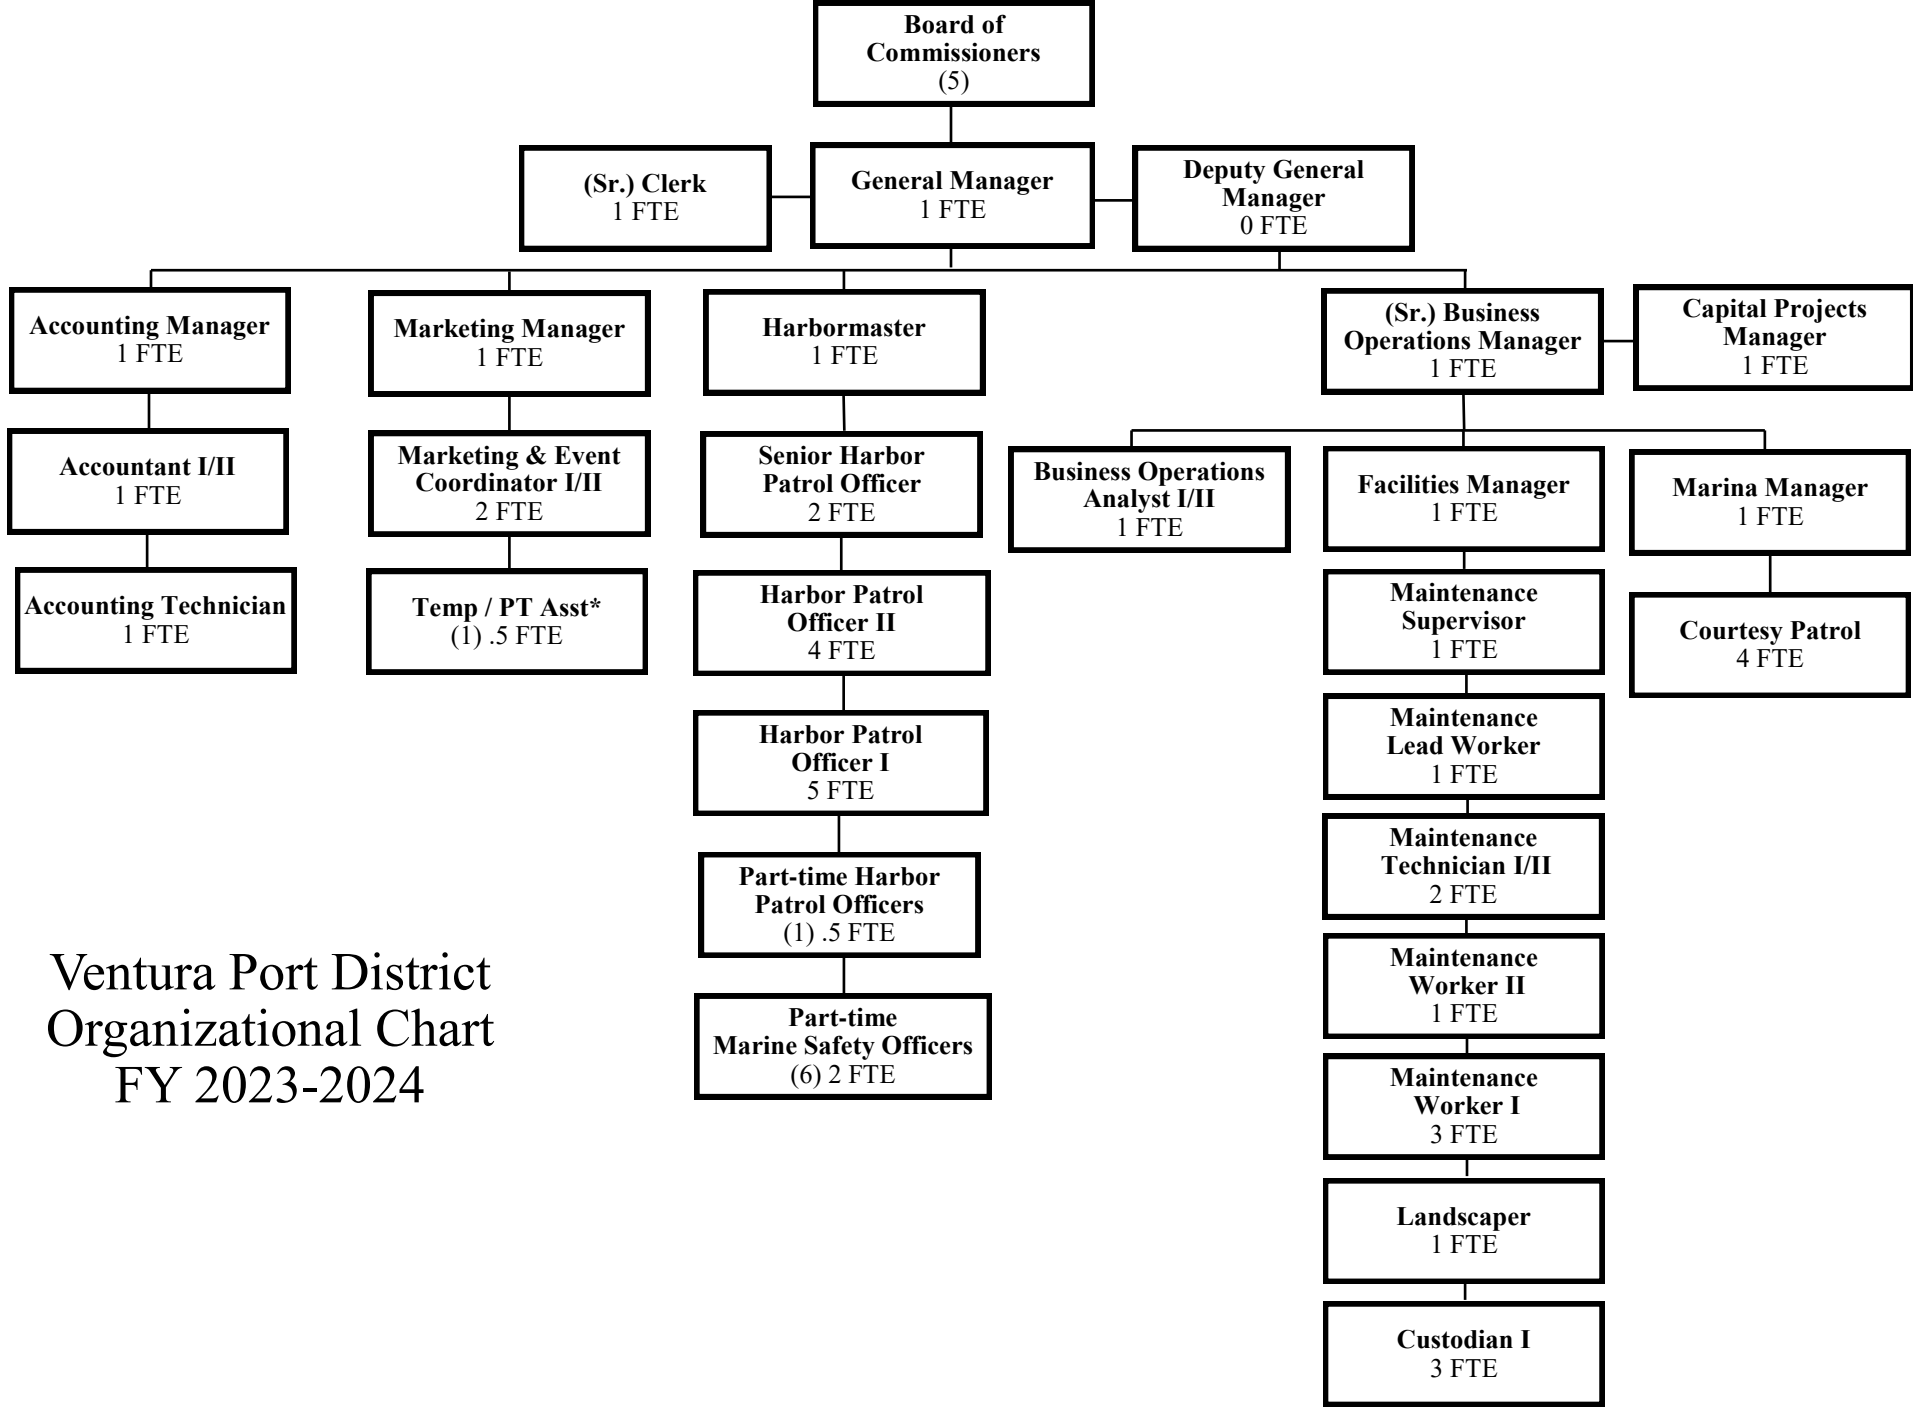 Board of
Commissioners
(5)
(Sr.) Clerk
1 FTE
General Manager
1 FTE
Deputy General
Manager
0 FTE
Accounting Manager
1 FTE
Marketing Manager
1 FTE
Harbormaster
1 FTE
(Sr.) Business
Operations Manager
1 FTE
Capital Projects
Manager
1 FTE
Accountant I/II
1 FTE
Marketing & Event
Coordinator I/II
2 FTE
Senior Harbor
Patrol Officer
2 FTE
Business Operations
Analyst I/II
1 FTE
Facilities Manager
1 FTE
Marina Manager
1 FTE
Accounting Technician
1 FTE
Temp / PT Asst*
(1) .5 FTE
Harbor Patrol
Officer II
4 FTE
Maintenance
Supervisor
1 FTE
Courtesy Patrol
4 FTE
Harbor Patrol
Officer I
5 FTE
Maintenance
Lead Worker
1 FTE
Part-time Harbor
Patrol Officers
(1) .5 FTE
Maintenance
Technician I/II
2 FTE
Part-time
Marine Safety Officers
(6) 2 FTE
Maintenance
Worker II
1 FTE
Maintenance
Worker I
3 FTE
Landscaper
1 FTE
Custodian I
3 FTE
Ventura Port District
Organizational Chart
FY 2023-2024